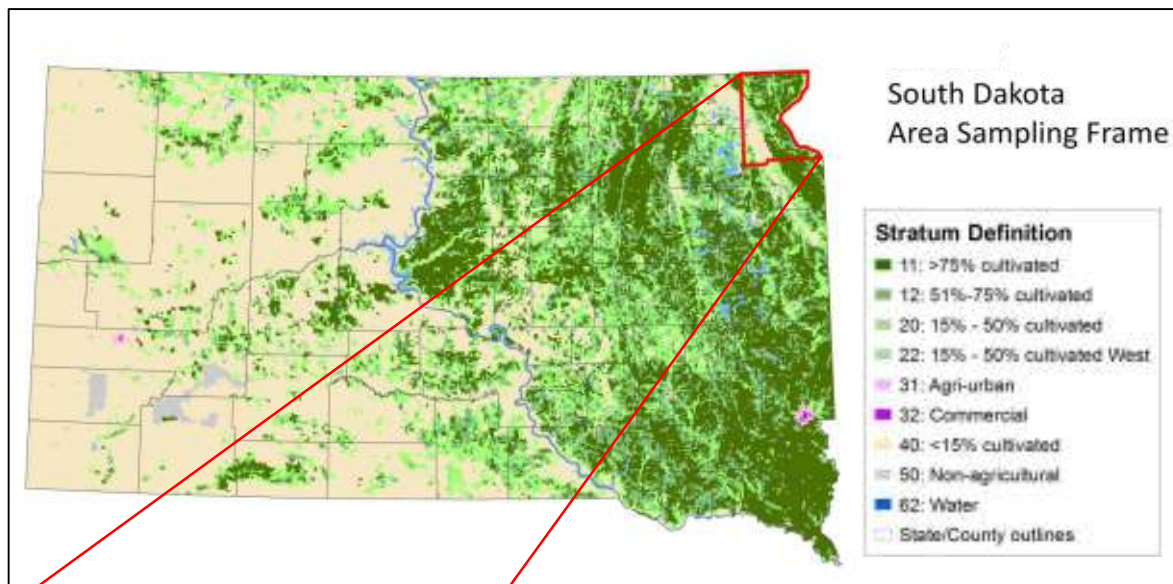 South Dakota
Area Sampling Frame
Stratum Definition
11: >75% cultivated
12: 51%-75% cultivated
20: 15% - 50% cultivated
22: 15% - 50% cultivated West
31: Agri-urban
32: Commercial
40: <15% cultivated
50: Non-agricultural
62: Water
State/County outlines